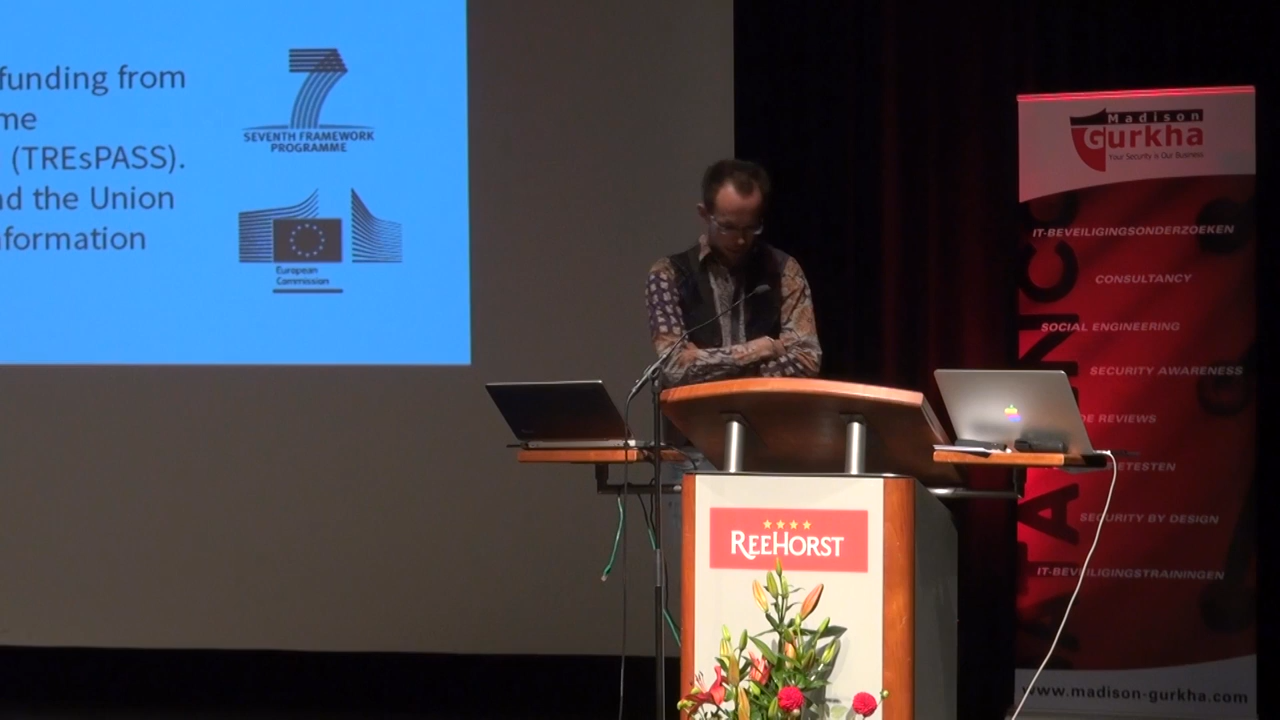 funding from
me
(TREsPASS).
nd the Union
nformation
SEVENTH FRAMEWORK
PROGRAMME
European
Commission
Madison
Gurkha
Your Security is Our Business
IT-BEVEILIGINGSONDERZOEKEN
CONSULTANCY
SOCIAL ENGINEERING
SECURITY AWARENESS
DE REVIEWS
ETESTEN
SECURITY BY DESIGN
IT-BEVEILIGINGSTRAININGEN
www.madison-gurkha.com
REEHORST